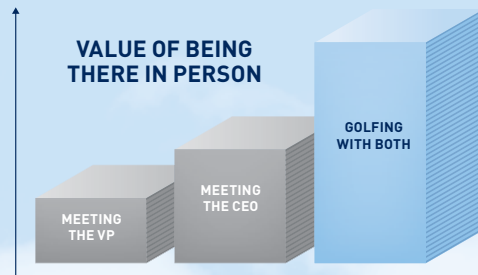 VALUE OF BEING
THERE IN PERSON
MEETING
THE VP
MEETING
THE CEO
GOLFING
WITH BOTH